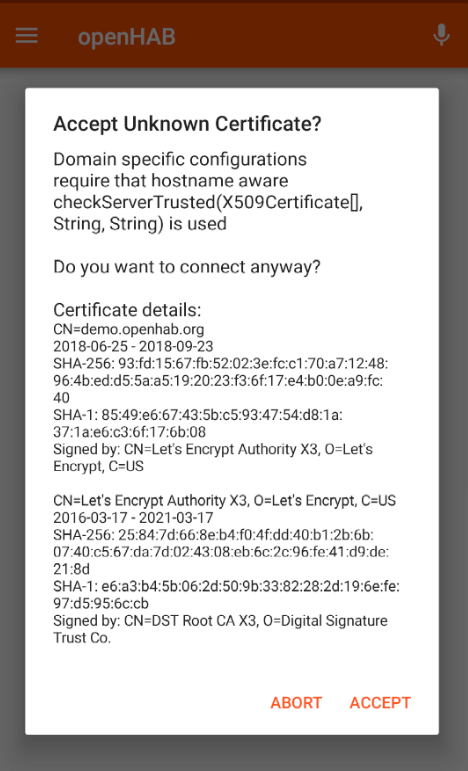 openHAB
Accept Unknown Certificate?
Domain specific configurations
require that hostname aware
checkServerTrusted(X509Certificate[],
String, String) is used
Do you want to connect anyway?
Certificate details:
CN=demo.openhab.org
2018-06-25 - 2018-09-23
SHA-256: 93:fd:15:67:fb:52:02:3e:fc:c1:70:a7:12:48:
96:4b:ed:d5:5a:a5:19:20:23:f3:6f:17:e4:b0:0e:a9:fc:
40
SHA-1: 85:49:e6:67:43:5b:c5:93:47:54:d8:1a:
37:1a:e6:c3:6f:17:6b:08
Signed by: CN=Let's Encrypt Authority X3, O=Let's
Encrypt, C=US
CN=Let's Encrypt Authority X3, O=Let's Encrypt, C=US
2016-03-17 - 2021-03-17
SHA-256: 25:84:7d:66:8e:b4:f0:4f:dd:40:b1:2b:6b:
07:40:c5:67:da:7d:02:43:08:eb:6c:2c:96:fe:41:d9:de:
21:8d
SHA-1: e6:a3:b4:5b:06:2d:50:9b:33:82:28:2d:19:6e:fe:
97:d5:95:6c:cb
Signed by: CN=DST Root CA X3, O=Digital Signature
Trust Co.
ABORT ACCEPT